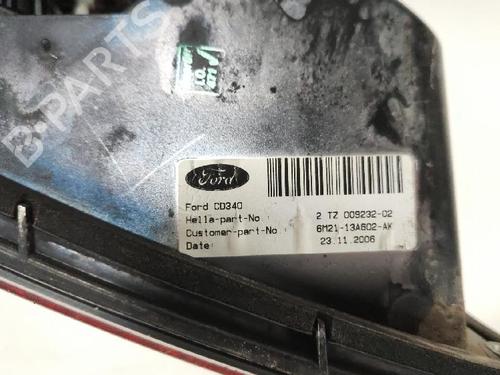 B-PARTS
Ford
Ford CD340
Hella-part-No.: 2 TZ 009232-02
Customer-part-No.: 6M21-13A602-AK
Date: 23.11.2006